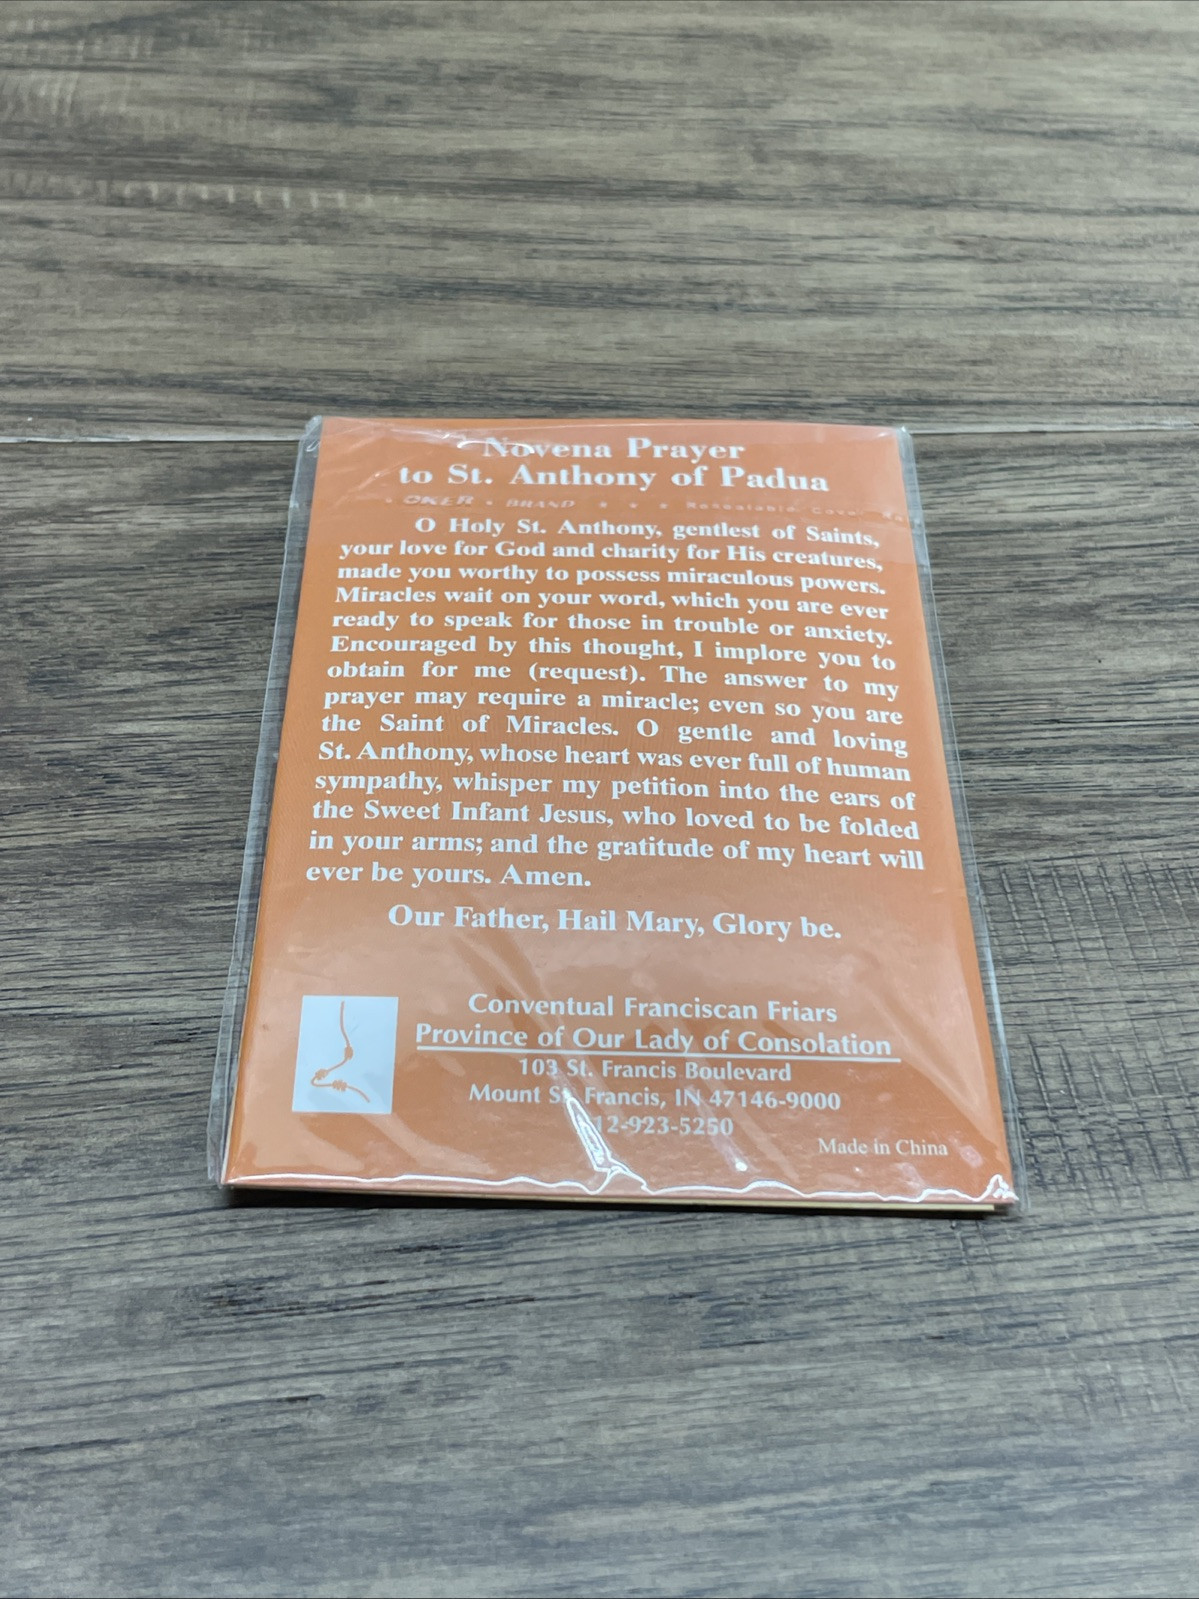 Novena Prayer
to St. Anthony of Padua
OKER • BRAND • • • Resealable Cover
O Holy St. Anthony, gentlest of Saints,
your love for God and charity for His creatures,
made you worthy to possess miraculous powers.
Miracles wait on your word, which you are ever
ready to speak for those in trouble or anxiety.
Encouraged by this thought, I implore you to
obtain for me (request). The answer to my
prayer may require a miracle; even so you are
the Saint of Miracles. O gentle and loving
St. Anthony, whose heart was ever full of human
sympathy, whisper my petition into the ears of
the Sweet Infant Jesus, who loved to be folded
in your arms; and the gratitude of my heart will
ever be yours. Amen.
Our Father, Hail Mary, Glory be.
Conventual Franciscan Friars
Province of Our Lady of Consolation
103 St. Francis Boulevard
Mount St. Francis, IN 47146-9000
12-923-5250
Made in China